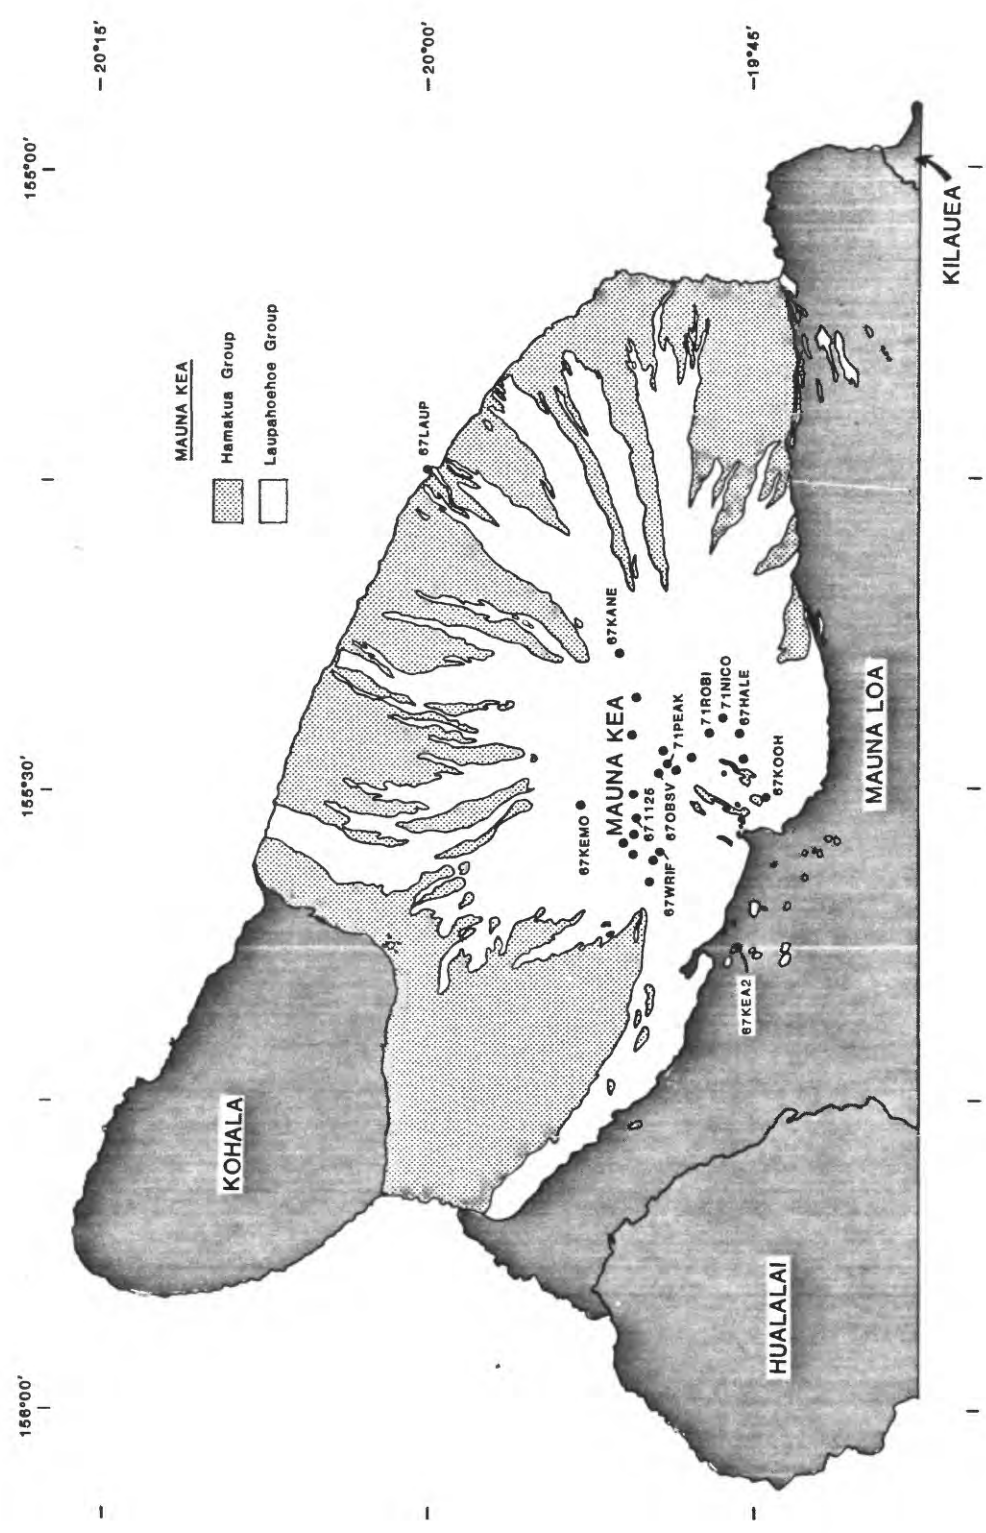 156°00'
155°30'
155°00'
–20°15'
–20°00'
–19°45'
MAUNA KEA
Hamakua Group
Laupahoehoe Group
KOHALA
67LAUP
67KANE
67KEMO
MAUNA KEA
671125
67OBSV
67WRIF
71PEAK
71ROBI
71NICO
67HALE
67KOOH
67KEA2
HUALALAI
MAUNA LOA
KILAUEA